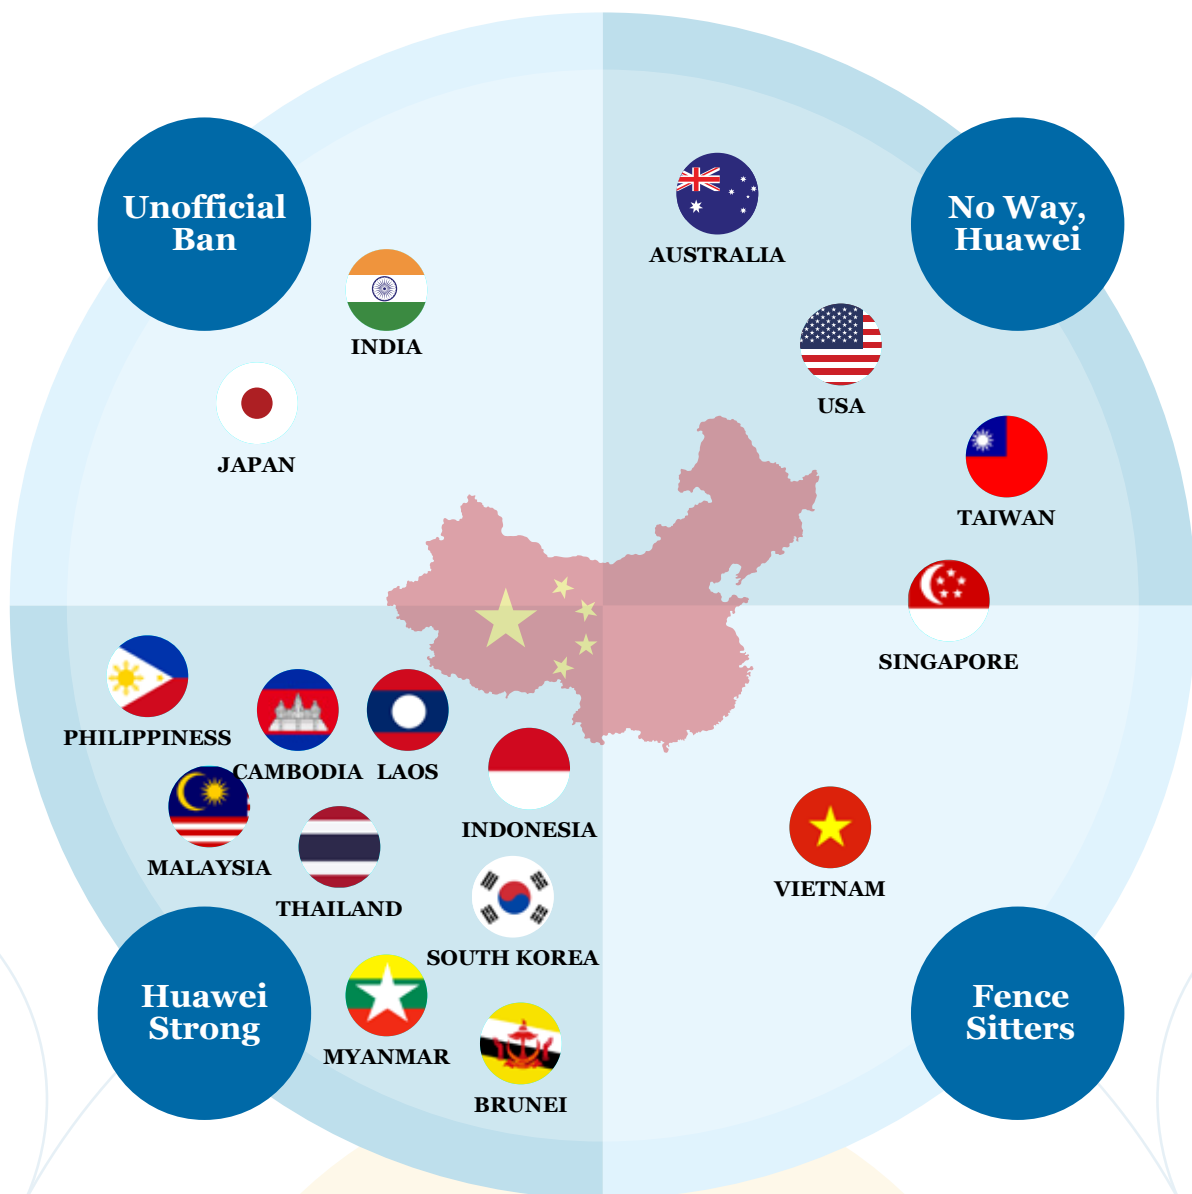 Unofficial
Ban
No Way,
Huawei
AUSTRALIA
INDIA
USA
JAPAN
TAIWAN
SINGAPORE
PHILIPPINESS
CAMBODIA
LAOS
INDONESIA
MALAYSIA
VIETNAM
THAILAND
SOUTH KOREA
Huawei
Strong
Fence
Sitters
MYANMAR
BRUNEI